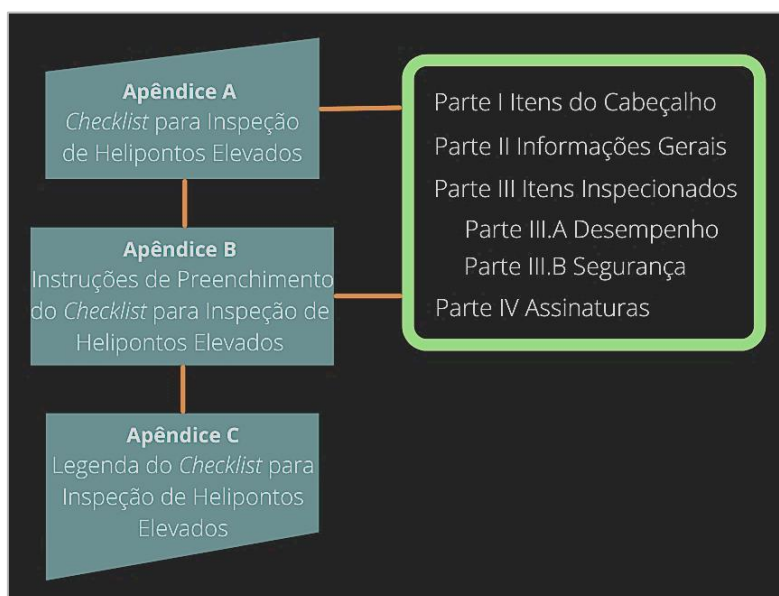 Apêndice A
Checklist para Inspeção
de Helipontos Elevados
Apêndice B
Instruções de Preenchimento
do Checklist para Inspeção de
Helipontos Elevados
Apêndice C
Legenda do Checklist para
Inspeção de Helipontos
Elevados
Parte I Itens do Cabeçalho
Parte II Informações Gerais
Parte III Itens Inspecionados
Parte III.A Desempenho
Parte III.B Segurança
Parte IV Assinaturas